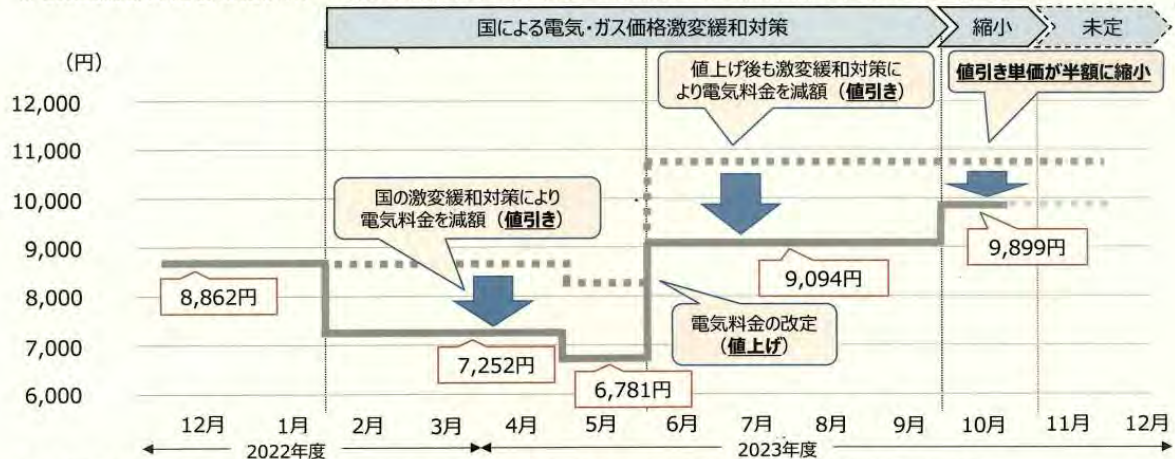 国による電気・ガス価格激変緩和対策
縮小
未定
(円)
12,000
11,000
10,000
9,000
8,000
7,000
6,000
値上げ後も激変緩和対策に
より電気料金を減額（値引き）
値引き単価が半額に縮小
国の激変緩和対策により
電気料金を減額（値引き）
8,862円
7,252円
6,781円
電気料金の改定
（値上げ）
9,094円
9,899円
12月 1月 2月 3月 4月 5月 6月 7月 8月 9月 10月 11月 12月
2022年度 2023年度